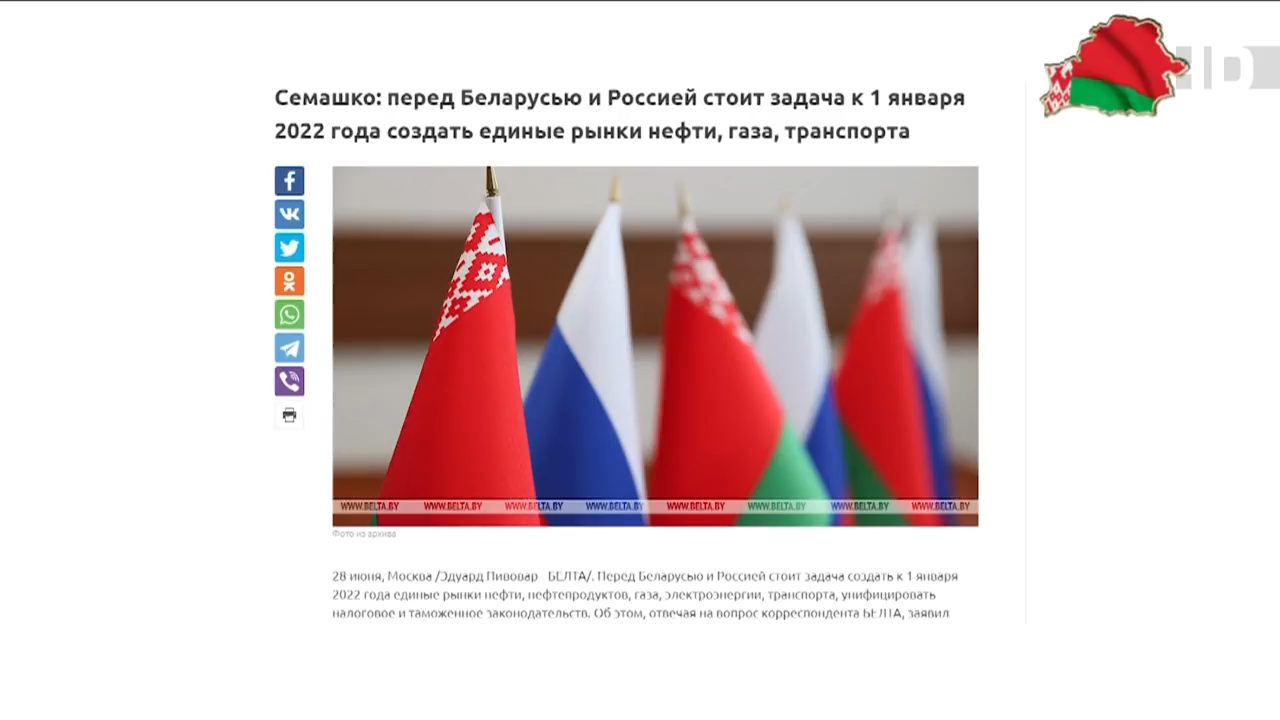 HD
Семашко: перед Беларусью и Россией стоит задача к 1 января
2022 года создать единые рынки нефти, газа, транспорта
WWW.BELTA.BY WWW.BELTA.BY WWW.BELTA.BY WWW.BELTA.BY WWW.BELTA.BY WWW.BELTA.BY WWW.BELTA.BY WWW.BELTA.BY
Фото из архива
28 июня, Москва /Эдуард Пивовар БЕЛТА/. Перед Беларусью и Россией стоит задача создать к 1 января
2022 года единые рынки нефти, нефтепродуктов, газа, электроэнергии, транспорта, унифицировать
налоговое и таможенное законодательств. Об этом, отвечая на вопрос корреспондента БЕЛТА, заявил